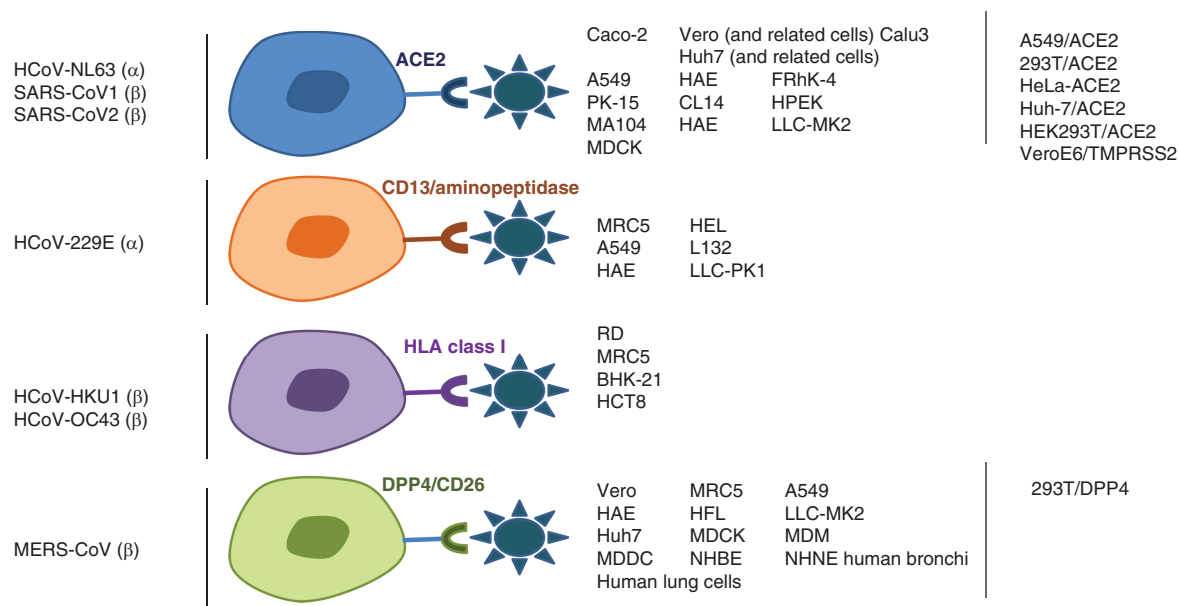 HCoV-NL63 (α)
SARS-CoV1 (β)
SARS-CoV2 (β)
ACE2
Caco-2 Vero (and related cells) Calu3
Huh7 (and related cells)
A549 HAE FRhK-4
PK-15 CL14 HPEK
MA104 HAE LLC-MK2
MDCK
A549/ACE2
293T/ACE2
HeLa-ACE2
Huh-7/ACE2
HEK293T/ACE2
VeroE6/TMPRSS2
HCoV-229E (α)
CD13/aminopeptidase
MRC5 HEL
A549 L132
HAE LLC-PK1
HCoV-HKU1 (β)
HCoV-OC43 (β)
HLA class I
RD
MRC5
BHK-21
HCT8
MERS-CoV (β)
DPP4/CD26
Vero MRC5 A549
HAE HFL LLC-MK2
Huh7 MDCK MDM
MDDC NHBE NHNE human bronchi
Human lung cells
293T/DPP4